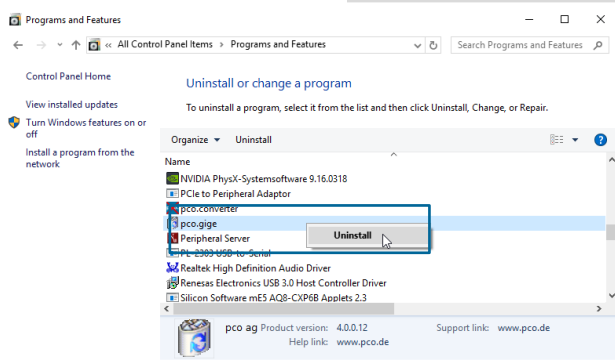 Programs and Features
« All Control Panel Items > Programs and Features
Search Programs and Features
Control Panel Home
View installed updates
Turn Windows features on or off
Install a program from the network
Uninstall or change a program
To uninstall a program, select it from the list and then click Uninstall, Change, or Repair.
Organize Uninstall
Name
NVIDIA PhysX-Systemsoftware 9.16.0318
PCIe to Peripheral Adaptor
pco.converter
pco.gige
Uninstall
Peripheral Server
PL-2303 USB-to-Serial
Realtek High Definition Audio Driver
Renesas Electronics USB 3.0 Host Controller Driver
Silicon Software mE5 AQ8-CXP6B Applets 2.3
pco ag Product version: 4.0.0.12 Support link: www.pco.de
Help link: www.pco.de